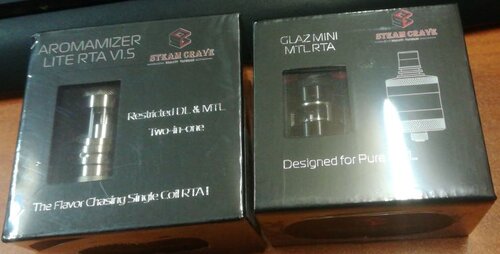 AROMAMIZER
LITE RTA V1.5
STEAM CRAVE
Restricted DL & MTL
Two-in-one
The Flavor Chasing Single Coil RTA!
GLAZ MINI
MTL RTA
STEAM CRAVE
Designed for Pure